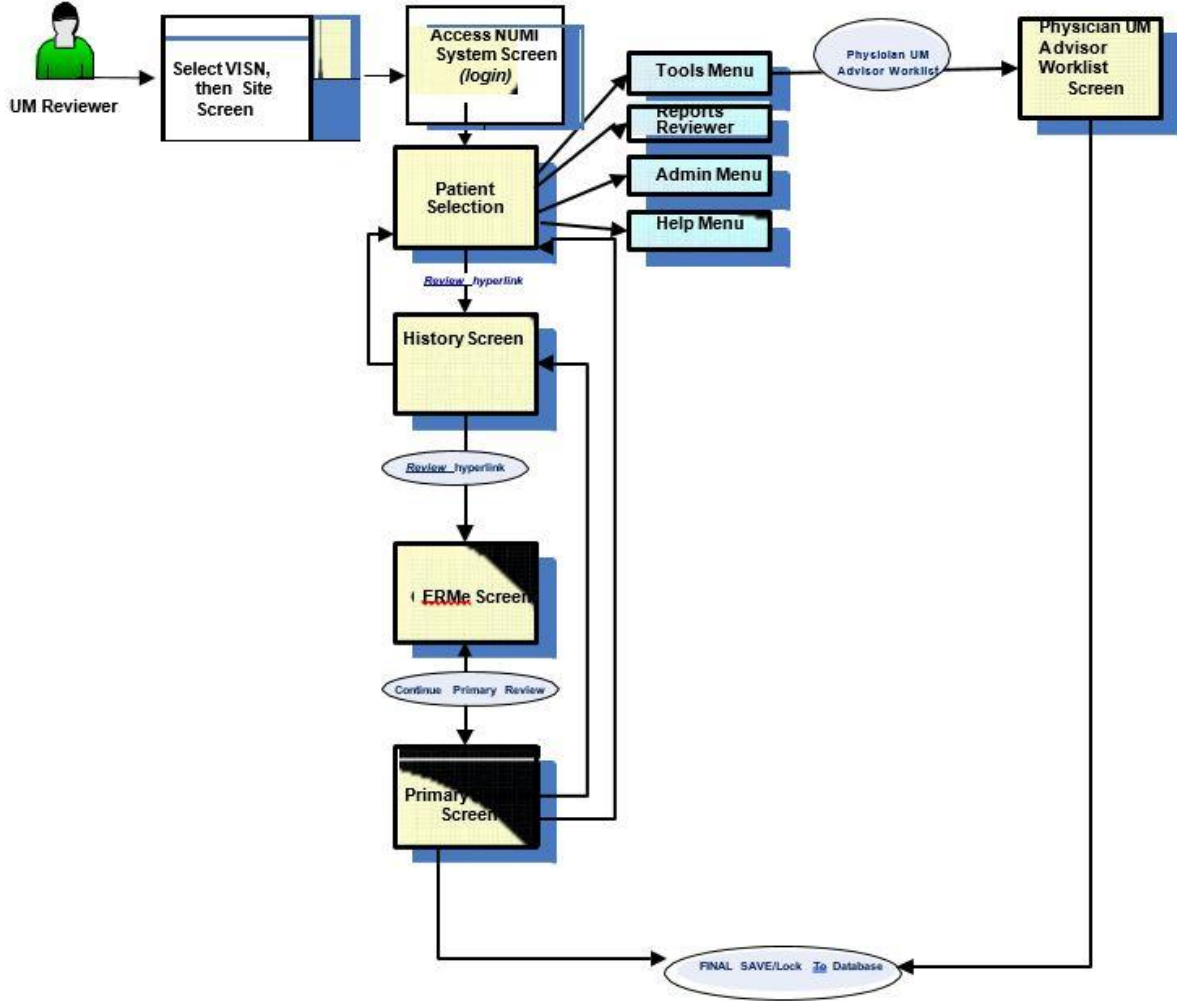 UM Reviewer
Select VISN,
then Site
Screen
Access NUMI
System Screen
(login)
Tools Menu
Reports
Reviewer
Admin Menu
Help Menu
Physician UM
Advisor Worklist
Physician UM
Advisor
Worklist
Screen
Patient
Selection
Review hyperlink
History Screen
Review hyperlink
ERMe Screen
Continue Primary Review
Primary
Screen
FINAL SAVE/Lock To Database